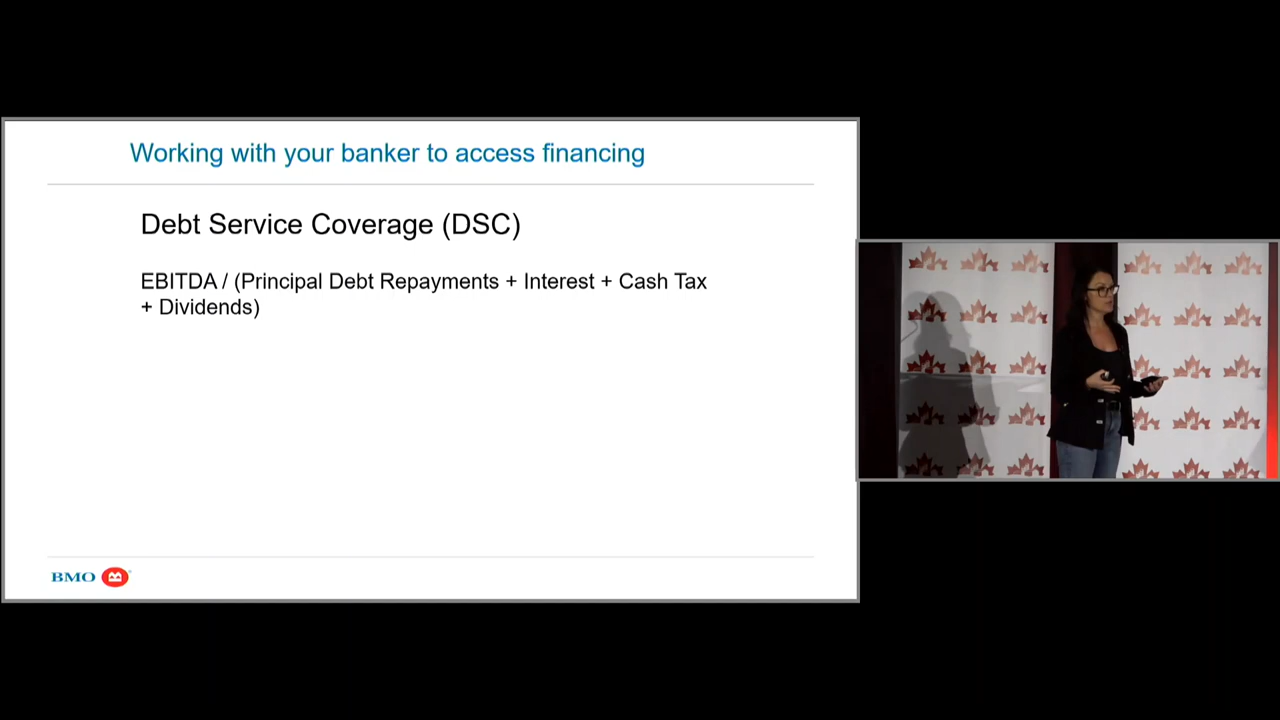 Working with your banker to access financing
Debt Service Coverage (DSC)
EBITDA / (Principal Debt Repayments + Interest + Cash Tax
+ Dividends)
BMO